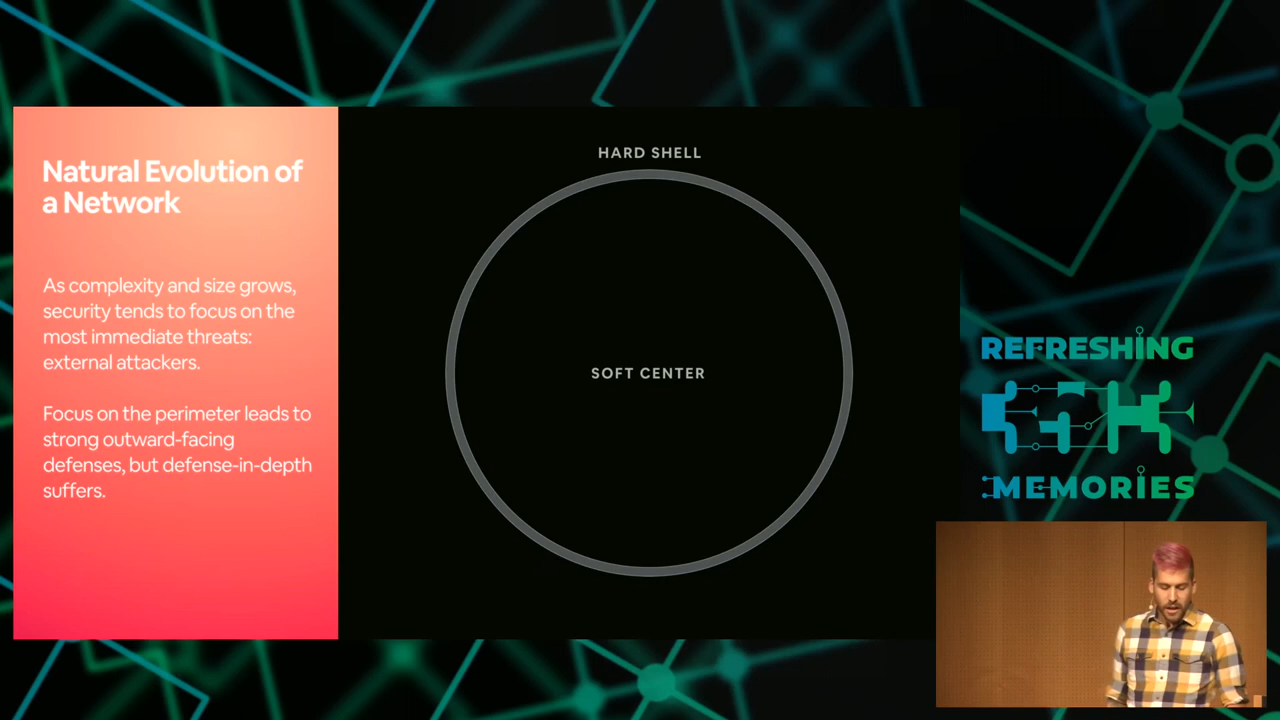 Natural Evolution of
a Network
As complexity and size grows,
security tends to focus on the
most immediate threats:
external attackers.
Focus on the perimeter leads to
strong outward-facing
defenses, but defense-in-depth
suffers.
HARD SHELL
SOFT CENTER
REFRESHING
MEMORIES